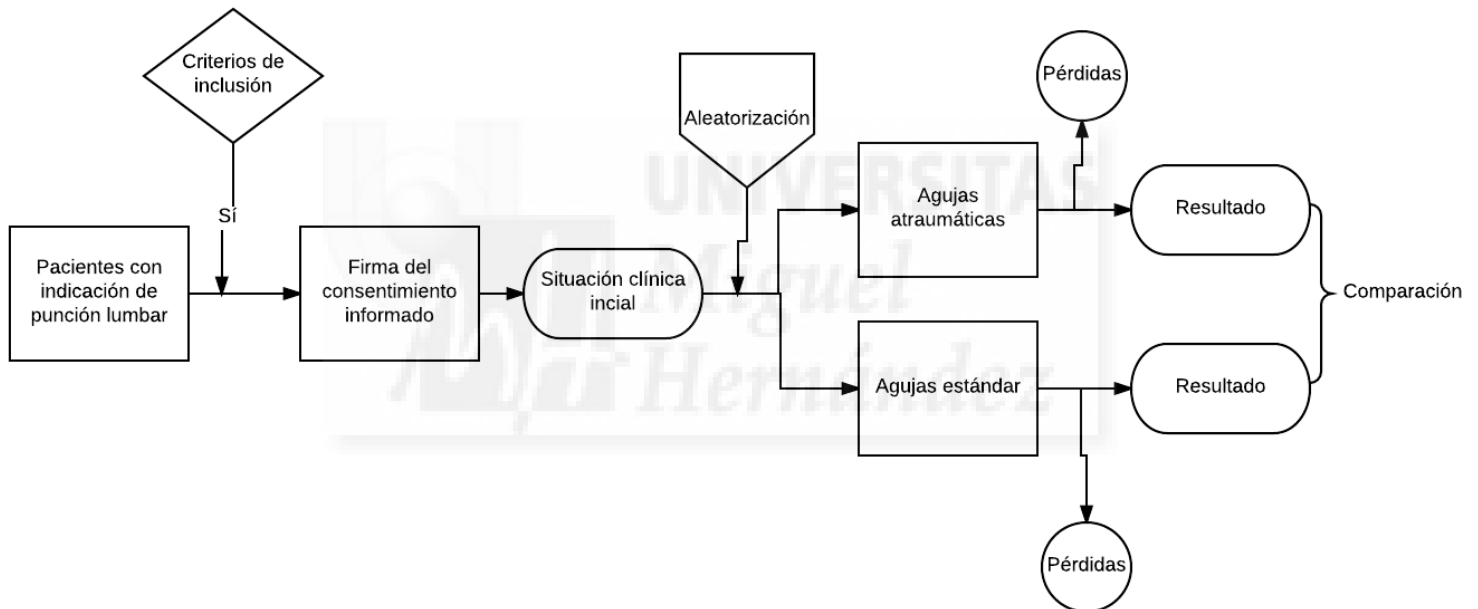 Criterios de
inclusión
Sí
Pacientes con
indicación de
punción lumbar
Firma del
consentimiento
informado
Situación clínica
incial
Aleatorización
Agujas
atraumáticas
Pérdidas
Resultado
Agujas estándar
Resultado
Pérdidas
Comparación
UNIVERSITAS
Miguel
Hernández